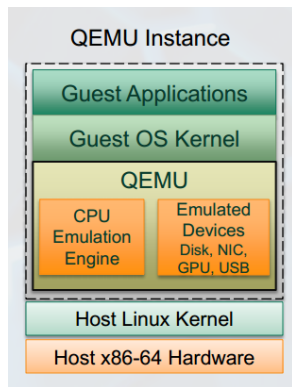 QEMU Instance
Guest Applications
Guest OS Kernel
QEMU
CPU
Emulation
Engine
Emulated
Devices
Disk, NIC,
GPU, USB
Host Linux Kernel
Host x86-64 Hardware